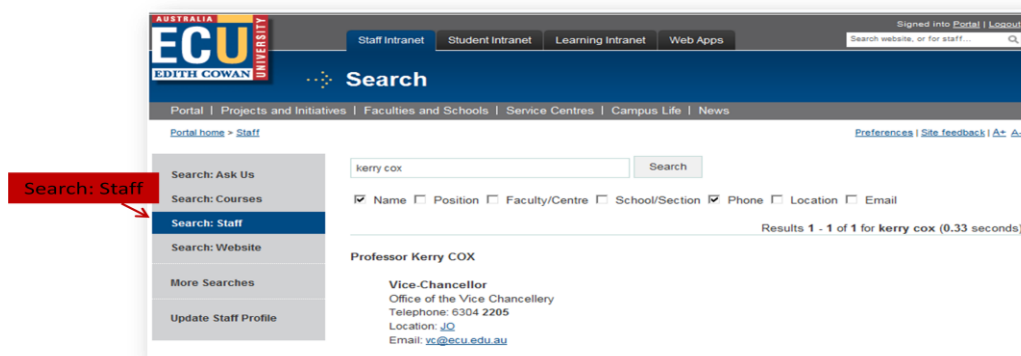 AUSTRALIA
ECU
EDITH COWAN
UNIVERSITY
Signed into Portal | Logout
Staff Intranet Student Intranet Learning Intranet Web Apps
Search website, or for staff...
Search
Portal | Projects and Initiatives | Faculties and Schools | Service Centres | Campus Life | News
Portal home > Staff
Preferences | Site feedback | A+ A-
Search: Staff
Search: Ask Us
Search: Courses
Search: Staff
Search: Website
More Searches
Update Staff Profile
kerry cox Search
Name Position Faculty/Centre School/Section Phone Location Email
Results 1 - 1 of 1 for kerry cox (0.33 seconds)
Professor Kerry COX
Vice-Chancellor
Office of the Vice Chancellery
Telephone: 6304 2205
Location: JO
Email: vc@ecu.edu.au